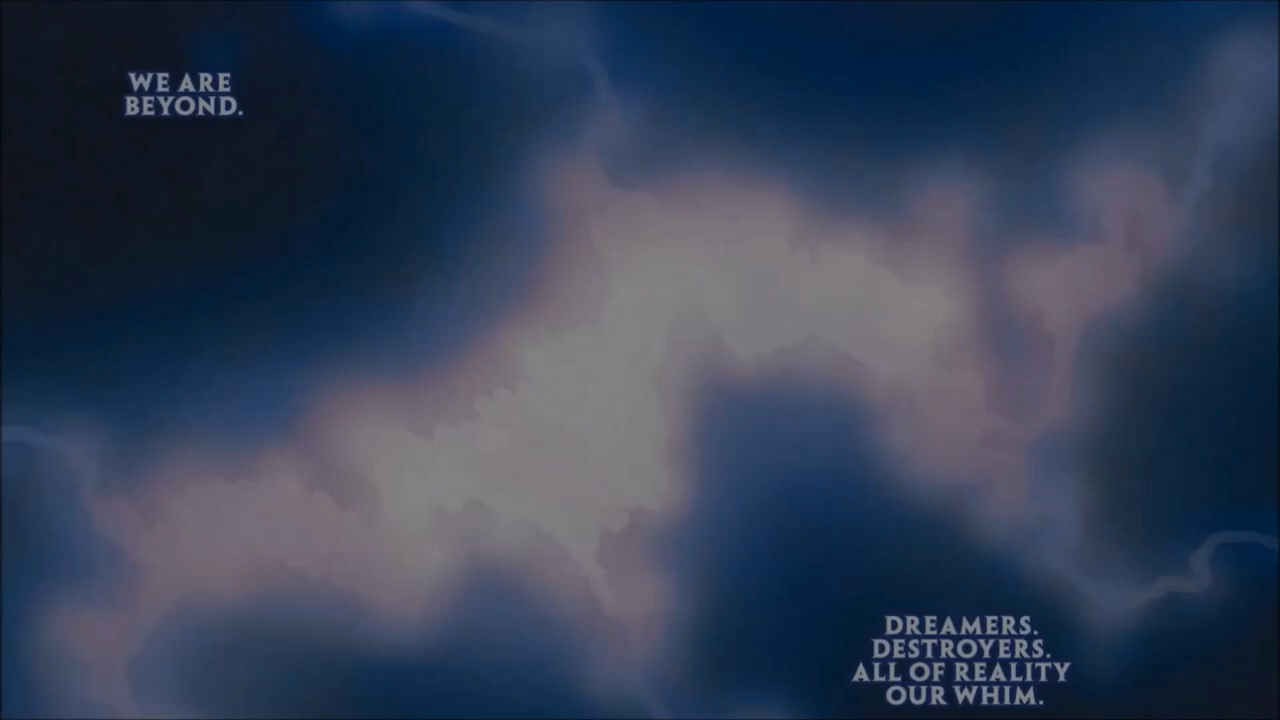 WE ARE
BEYOND.
DREAMERS.
DESTROYERS.
ALL OF REALITY
OUR WHIM.